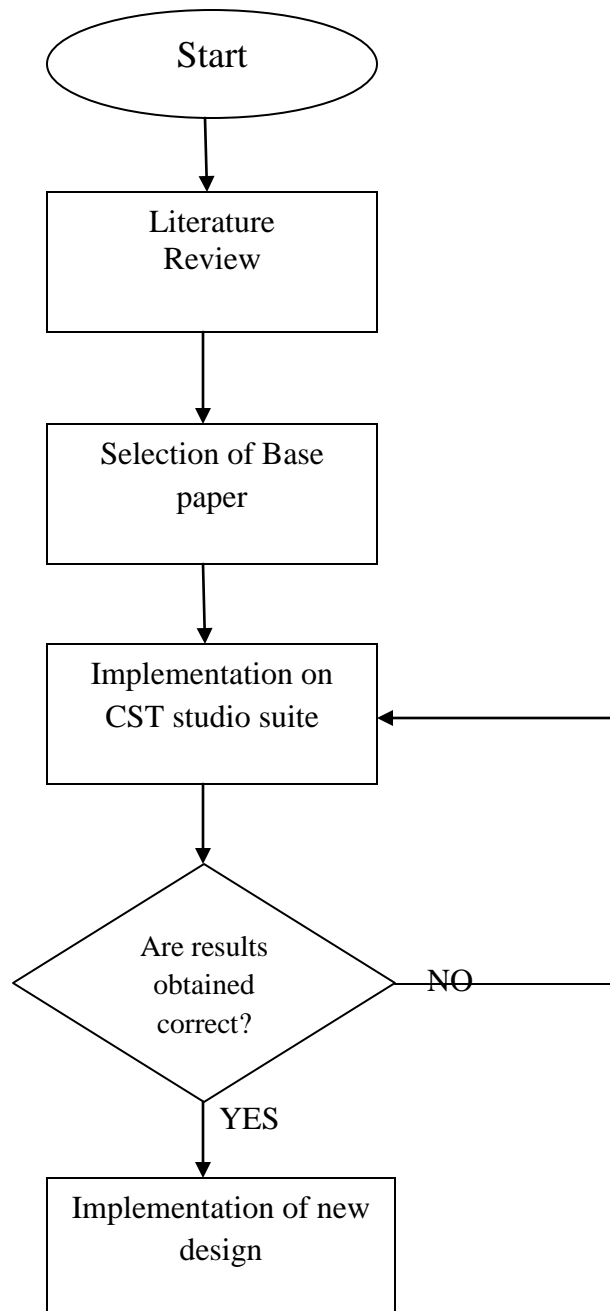 Start
Literature
Review
Selection of Base
paper
Implementation on
CST studio suite
Are results
obtained
correct?
NO
YES
Implementation of new
design